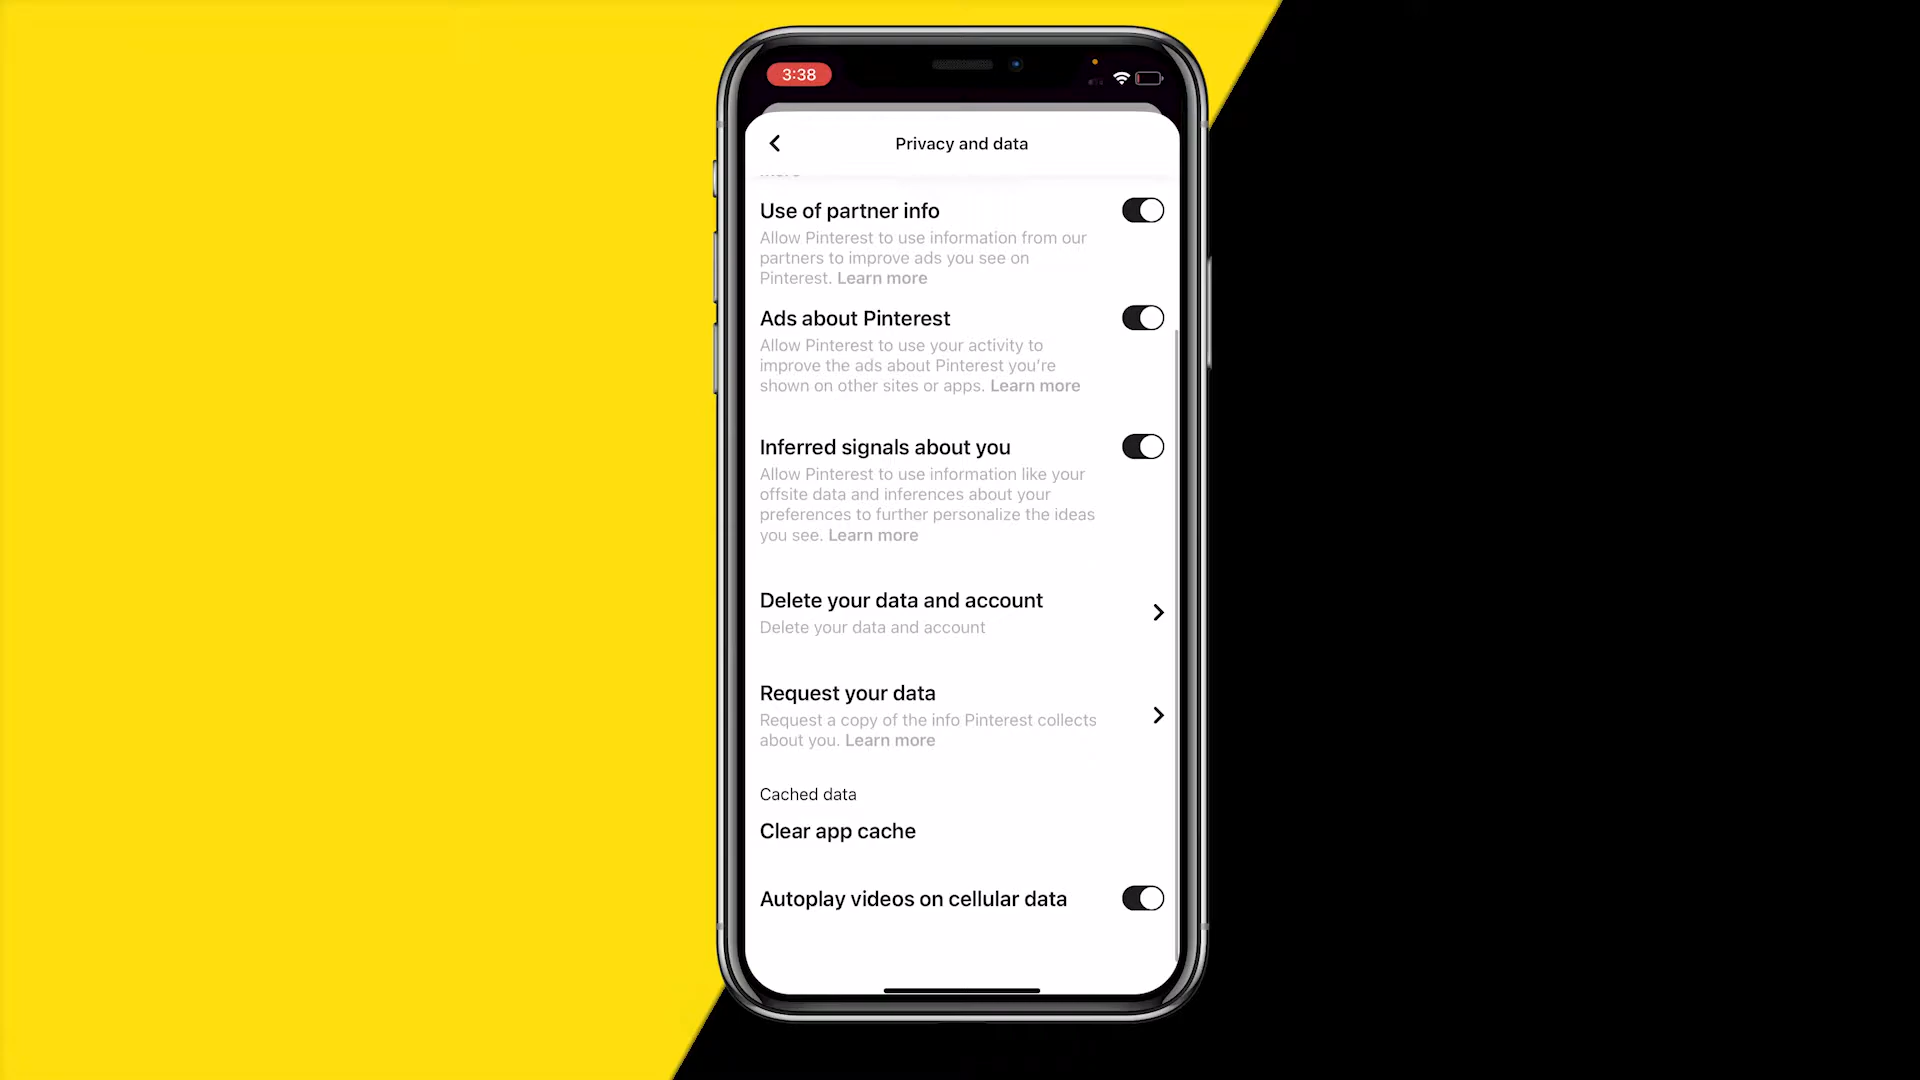 3:38
Privacy and data
Use of partner info
Allow Pinterest to use information from our
partners to improve ads you see on
Pinterest. Learn more
Ads about Pinterest
Allow Pinterest to use your activity to
improve the ads about Pinterest you’re
shown on other sites or apps. Learn more
Inferred signals about you
Allow Pinterest to use information like your
offsite data and inferences about your
preferences to further personalize the ideas
you see. Learn more
Delete your data and account
Delete your data and account
Request your data
Request a copy of the info Pinterest collects
about you. Learn more
Cached data
Clear app cache
Autoplay videos on cellular data